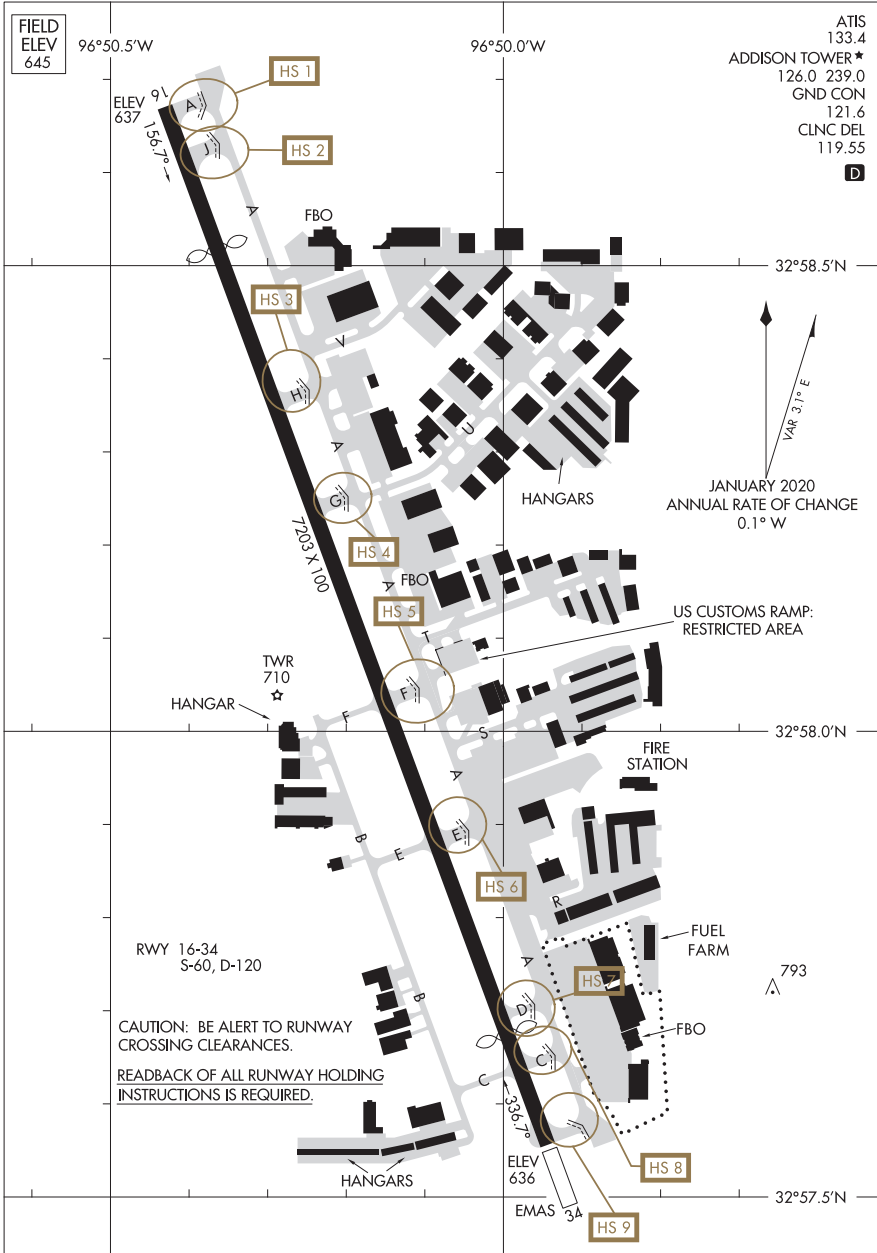 FIELD
ELEV
645
96°50.5'W
96°50.0'W
ATIS
133.4
ADDISON TOWER★
126.0 239.0
GND CON
121.6
CLNC DEL
119.55
D
HS 1
16
ELEV
637
A
156.7°
J
HS 2
A
FBO
32°58.5'N
HS 3
V
H
VAR 3.1° E
A
U
G
HANGARS
JANUARY 2020
ANNUAL RATE OF CHANGE
0.1° W
7203 X 100
HS 4
A
FBO
HS 5
US CUSTOMS RAMP:
RESTRICTED AREA
T
TWR
710
HANGAR
F
F
S
32°58.0'N
FIRE
STATION
A
B
E
E
HS 6
R
FUEL
FARM
RWY 16-34
S-60, D-120
A
793
HS 7
B
D
FBO
CAUTION: BE ALERT TO RUNWAY
CROSSING CLEARANCES.
C
C
READBACK OF ALL RUNWAY HOLDING
INSTRUCTIONS IS REQUIRED.
336.7°
ELEV
636
HS 8
HANGARS
EMAS
34
32°57.5'N
HS 9